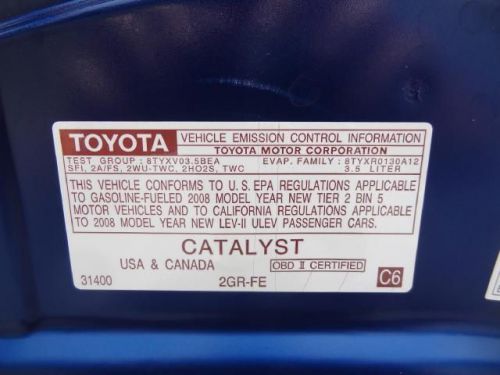 TOYOTA VEHICLE EMISSION CONTROL INFORMATION
TOYOTA MOTOR CORPORATION
TEST GROUP : 8TYXV03.5BEA EVAP. FAMILY : 8TYXR0130A12
SFI, 2A/FS, 2WU-TWC, 2HO2S, TWC 3.5 LITER
THIS VEHICLE CONFORMS TO U.S. EPA REGULATIONS APPLICABLE
TO GASOLINE-FUELED 2008 MODEL YEAR NEW TIER 2 BIN 5
MOTOR VEHICLES AND TO CALIFORNIA REGULATIONS APPLICABLE
TO 2008 MODEL YEAR NEW LEV-II ULEV PASSENGER CARS.
CATALYST
USA & CANADA OBD II CERTIFIED
31400 2GR-FE C6